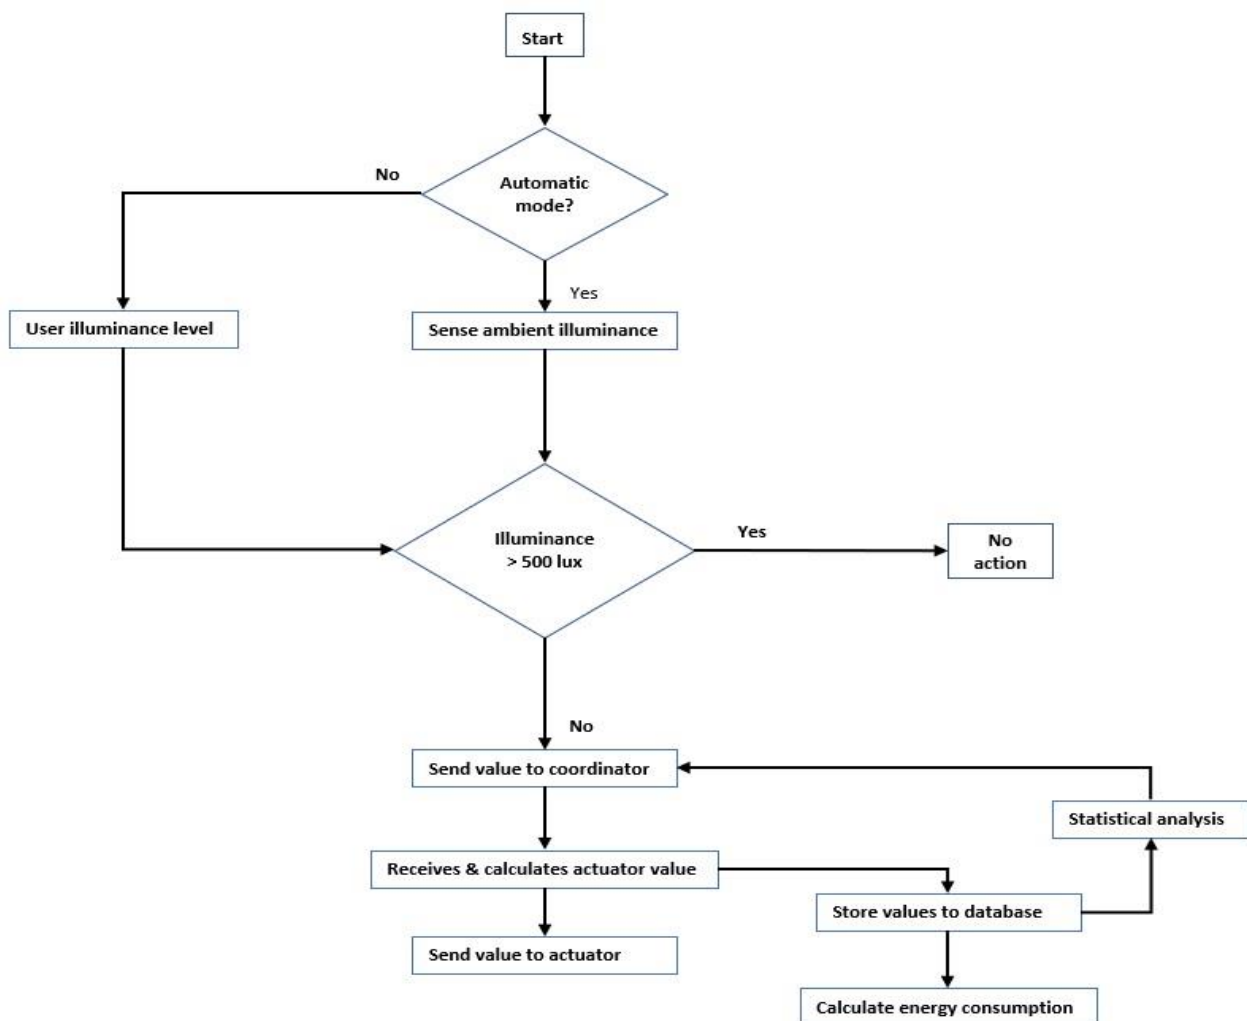 Start
No
Automatic
mode?
Yes
User illuminance level
Sense ambient illuminance
Illuminance
> 500 lux
Yes
No
action
No
Send value to coordinator
Statistical analysis
Receives & calculates actuator value
Store values to database
Send value to actuator
Calculate energy consumption